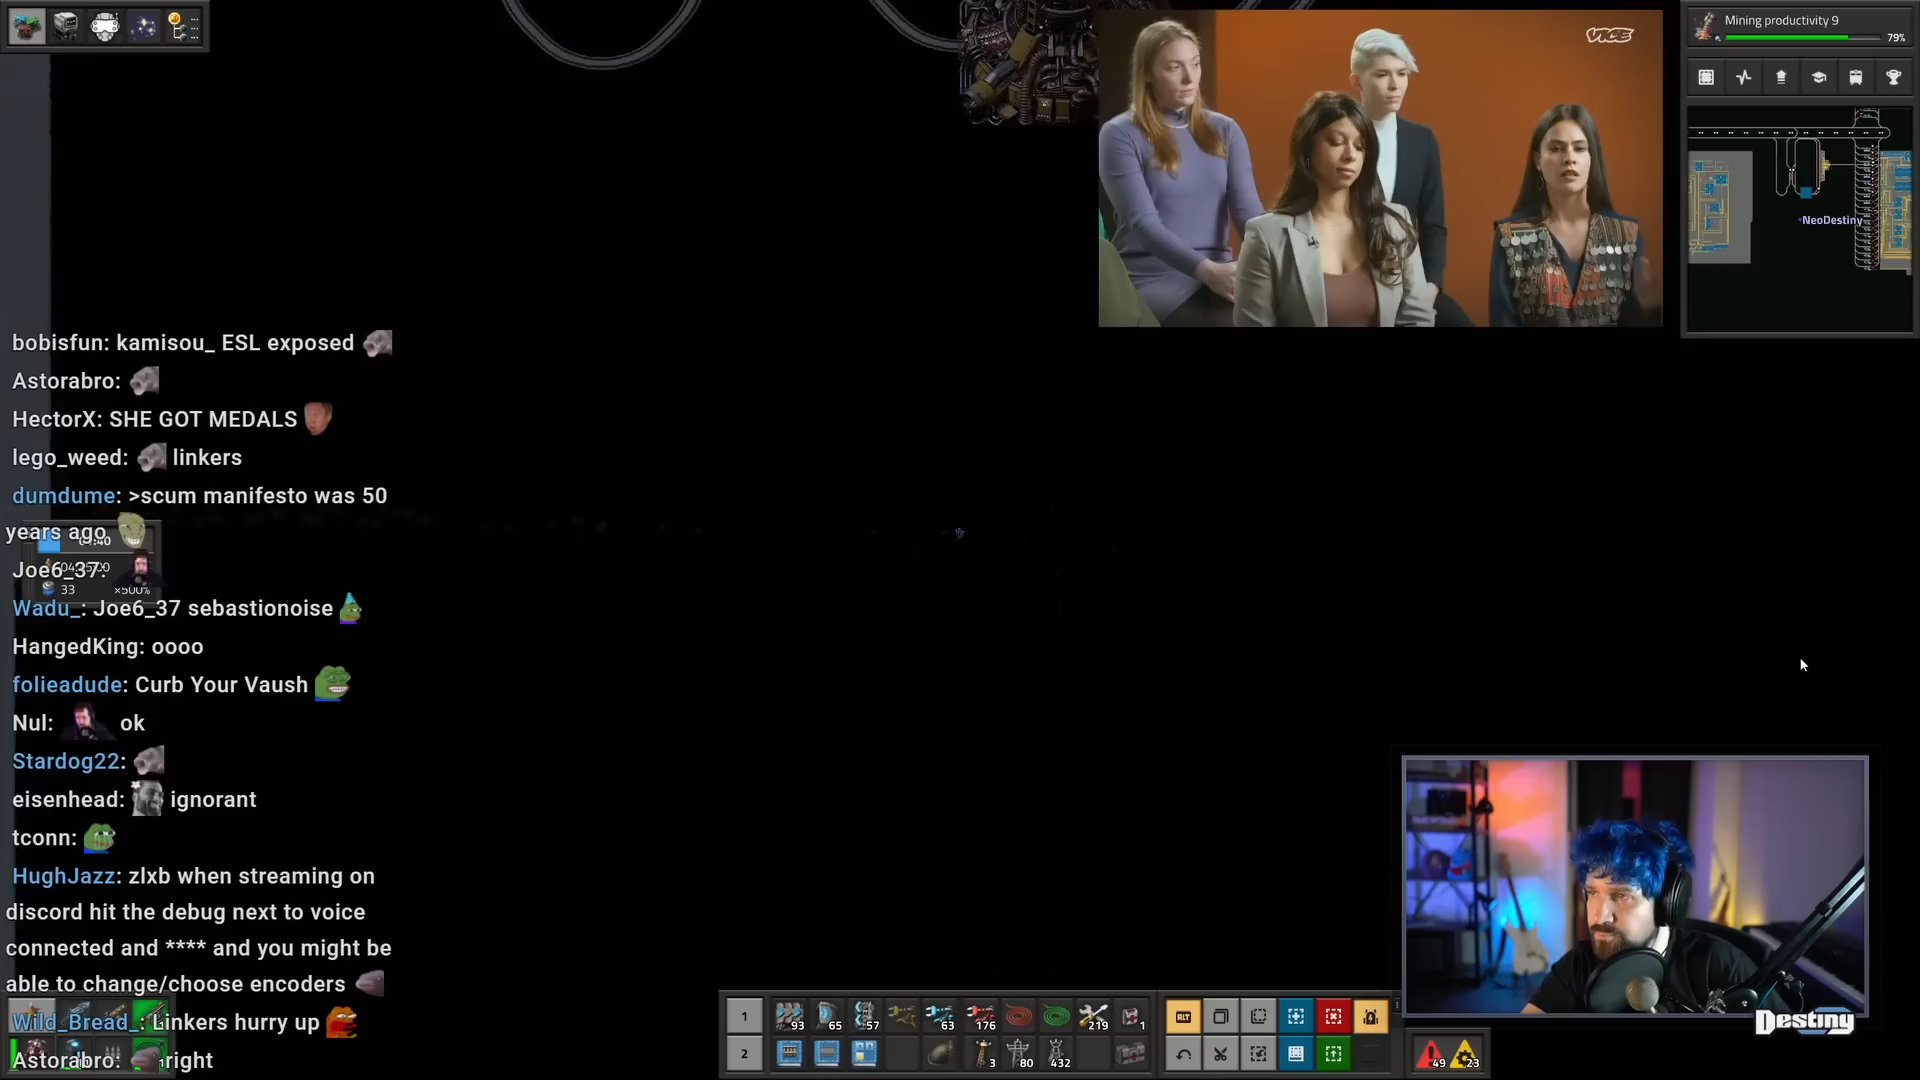 VICE
Mining productivity 9
79%
NeoDestiny
bobisfun: kamisou_ ESL exposed
Astorabro:
HectorX: SHE GOT MEDALS
lego_weed: linkers
dumdume: >scum manifesto was 50
years ago
Joe6_37:
33
×500%
Wadu_: Joe6_37 sebastionoise
HangedKing: oooo
folieadude: Curb Your Vaush
Nul: ok
Stardog22:
eisenhead: ignorant
tconn:
HughJazz: zlxb when streaming on
discord hit the debug next to voice
connected and **** and you might be
able to change/choose encoders
Wild_Bread_: Linkers hurry up
Astorabro: right
1 93 65 57 63 176 219 1 ALT
2 3 80 432
49 23
Destiny